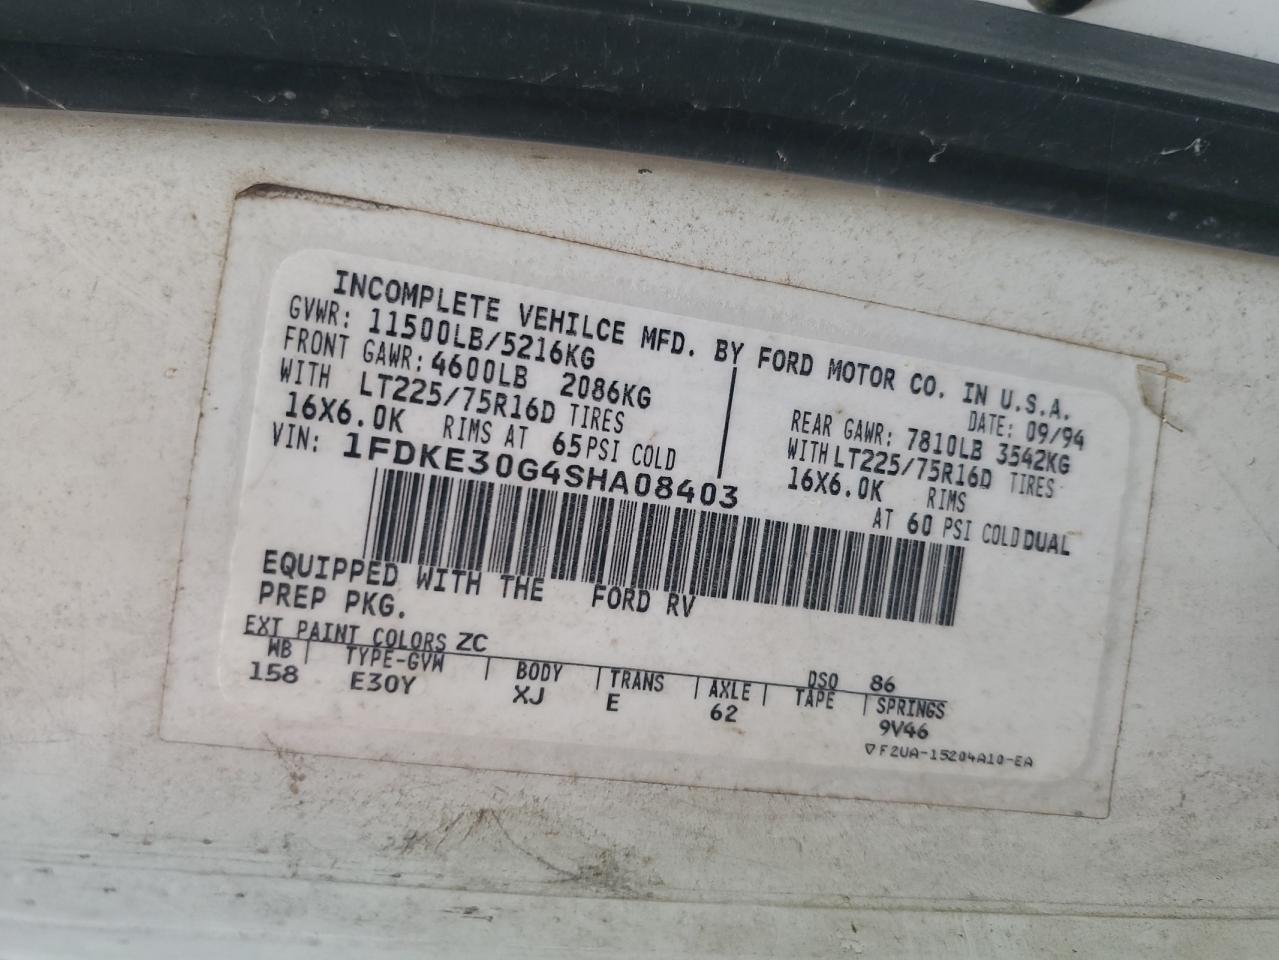 INCOMPLETE VEHILCE MFD. BY FORD MOTOR CO. IN U.S.A.
GVWR: 11500LB/5216KG
DATE: 09/94
FRONT GAWR: 4600LB 2086KG
WITH LT225/75R16D TIRES
16X6.0K RIMS AT 65 PSI COLD
REAR GAWR: 7810LB 3542KG
WITH LT225/75R16D TIRES
16X6.0K RIMS
AT 60 PSI COLD DUAL
VIN: 1FDKE30G4SHA08403
EQUIPPED WITH THE FORD RV
PREP PKG.
EXT PAINT COLORS ZC DSO 86
WB TYPE-GVW BODY TRANS AXLE TAPE SPRINGS
158 E30Y XJ E 62 9V46
▽F2UA-15204A10-EA